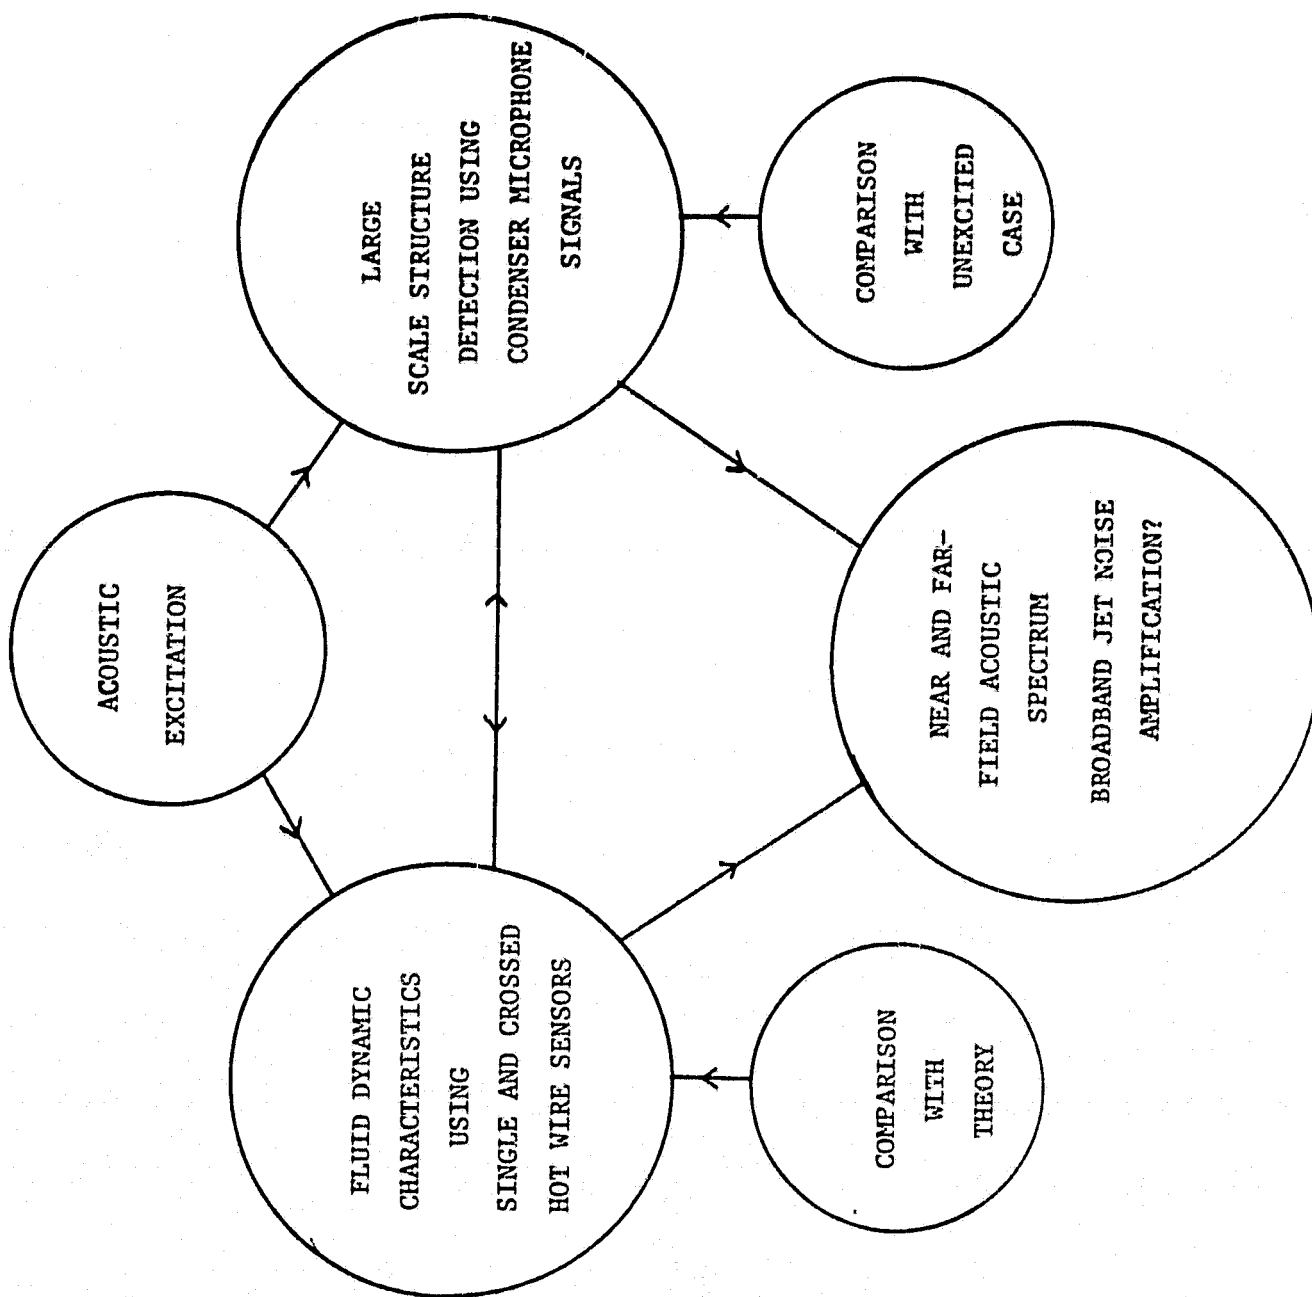 ACOUSTIC
EXCITATION
FLUID DYNAMIC
CHARACTERISTICS
USING
SINGLE AND CROSSED
HOT WIRE SENSORS
LARGE
SCALE STRUCTURE
DETECTION USING
CONDENSER MICROPHONE
SIGNALS
COMPARISON
WITH
THEORY
NEAR AND FAR-
FIELD ACOUSTIC
SPECTRUM
BROADBAND JET NOISE
AMPLIFICATION?
COMPARISON
WITH
UNEXCITED
CASE